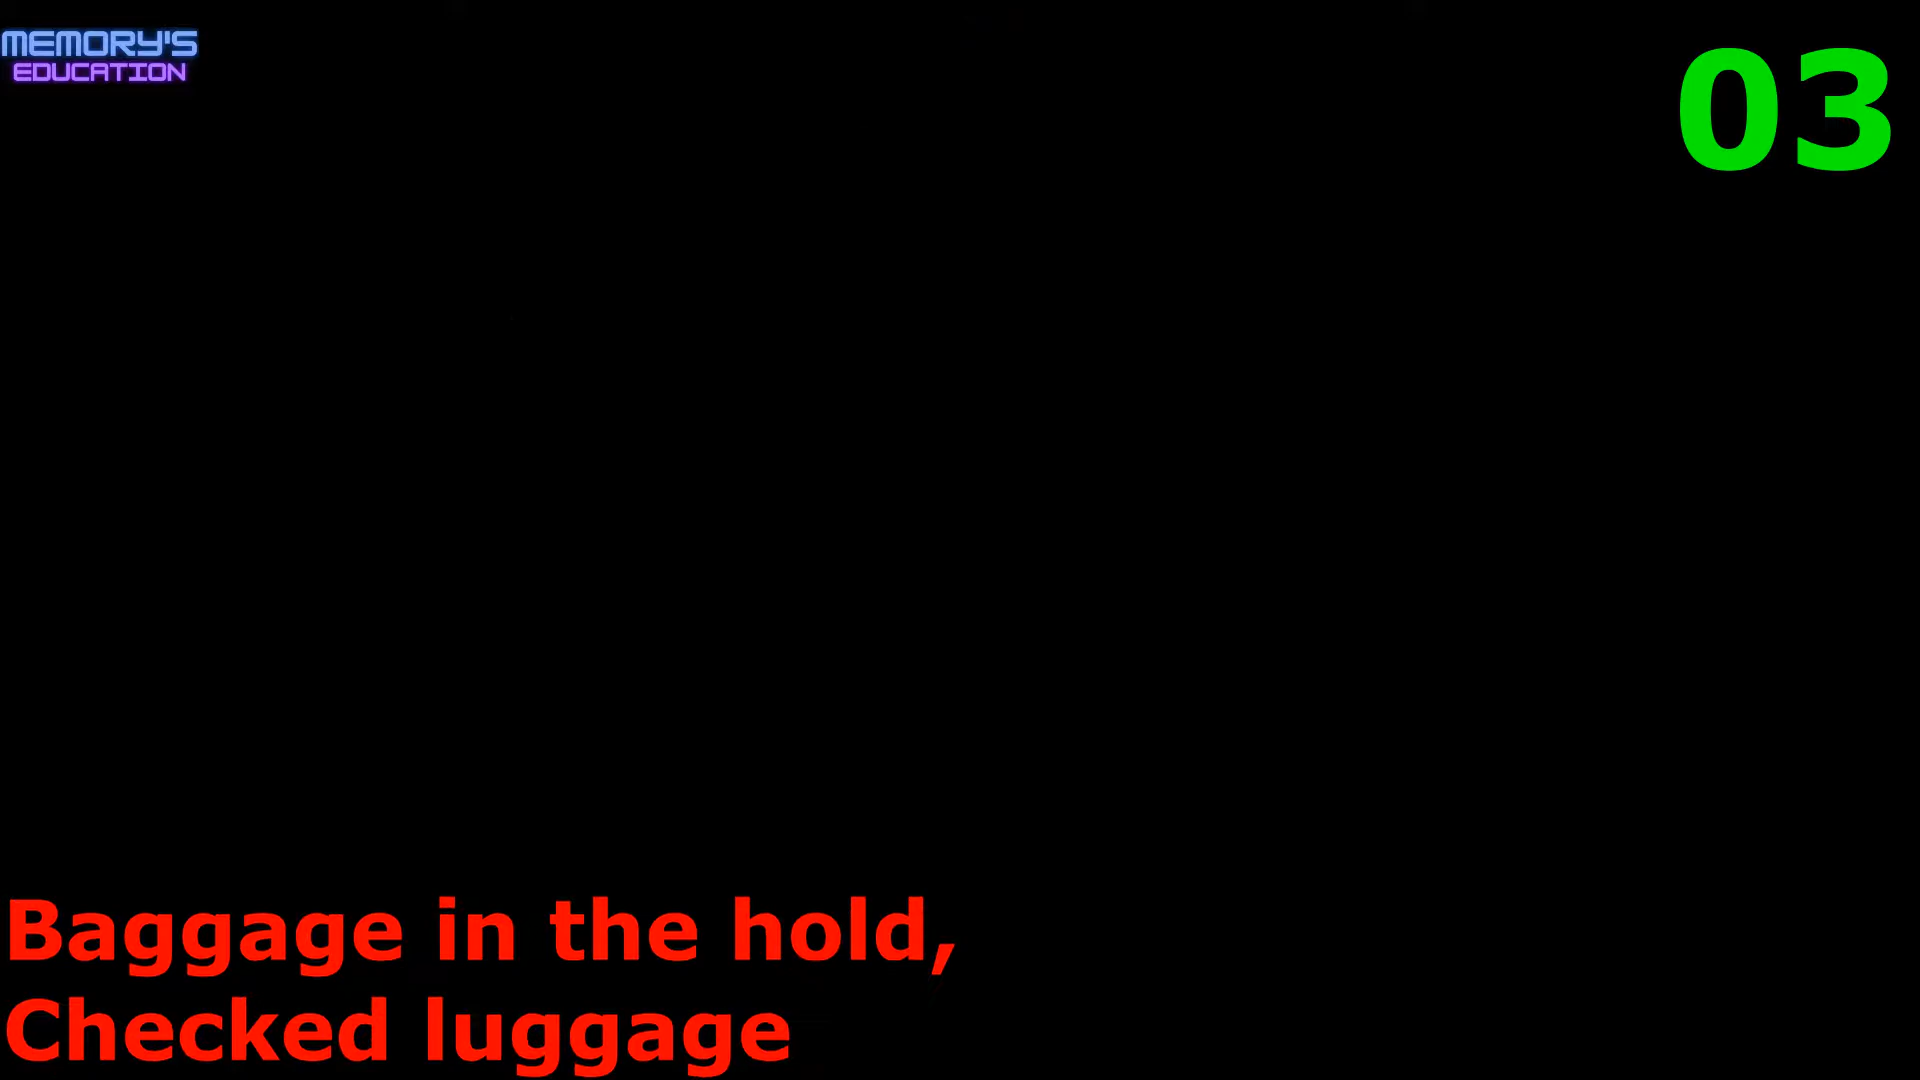 MEMORY'S
EDUCATION
03
Baggage in the hold,
Checked luggage